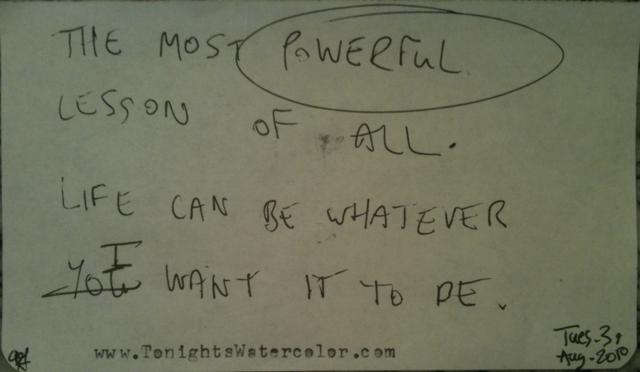 THE MOST POWERFUL
LESSON OF ALL.
LIFE CAN BE WHATEVER
I
YOU WANT IT TO BE.
www.TonightsWatercolor.com
Tues. 31
Aug. 2010